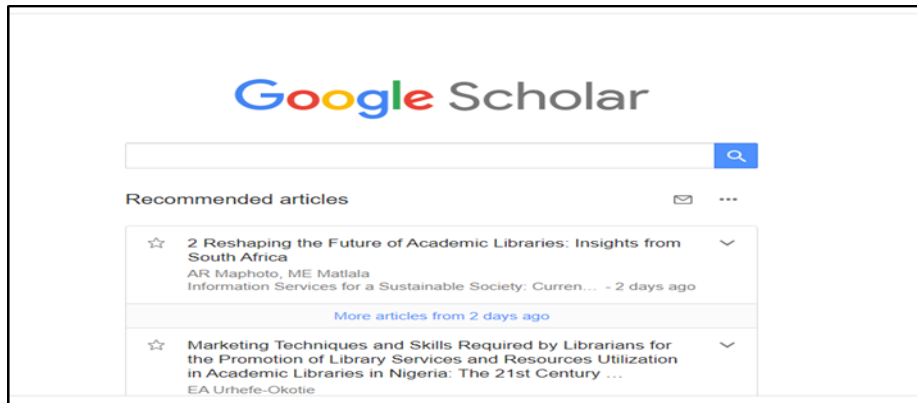 Google Scholar
Recommended articles
2 Reshaping the Future of Academic Libraries: Insights from
South Africa
AR Maphoto, ME Matlala
Information Services for a Sustainable Society: Curren... - 2 days ago
More articles from 2 days ago
Marketing Techniques and Skills Required by Librarians for
the Promotion of Library Services and Resources Utilization
in Academic Libraries in Nigeria: The 21st Century ...
EA Urhefe-Okotie